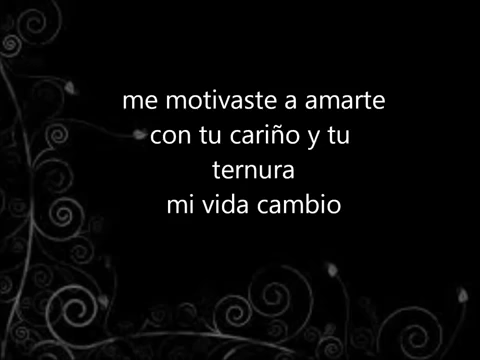 me motivaste a amarte
con tu cariño y tu
ternura
mi vida cambio